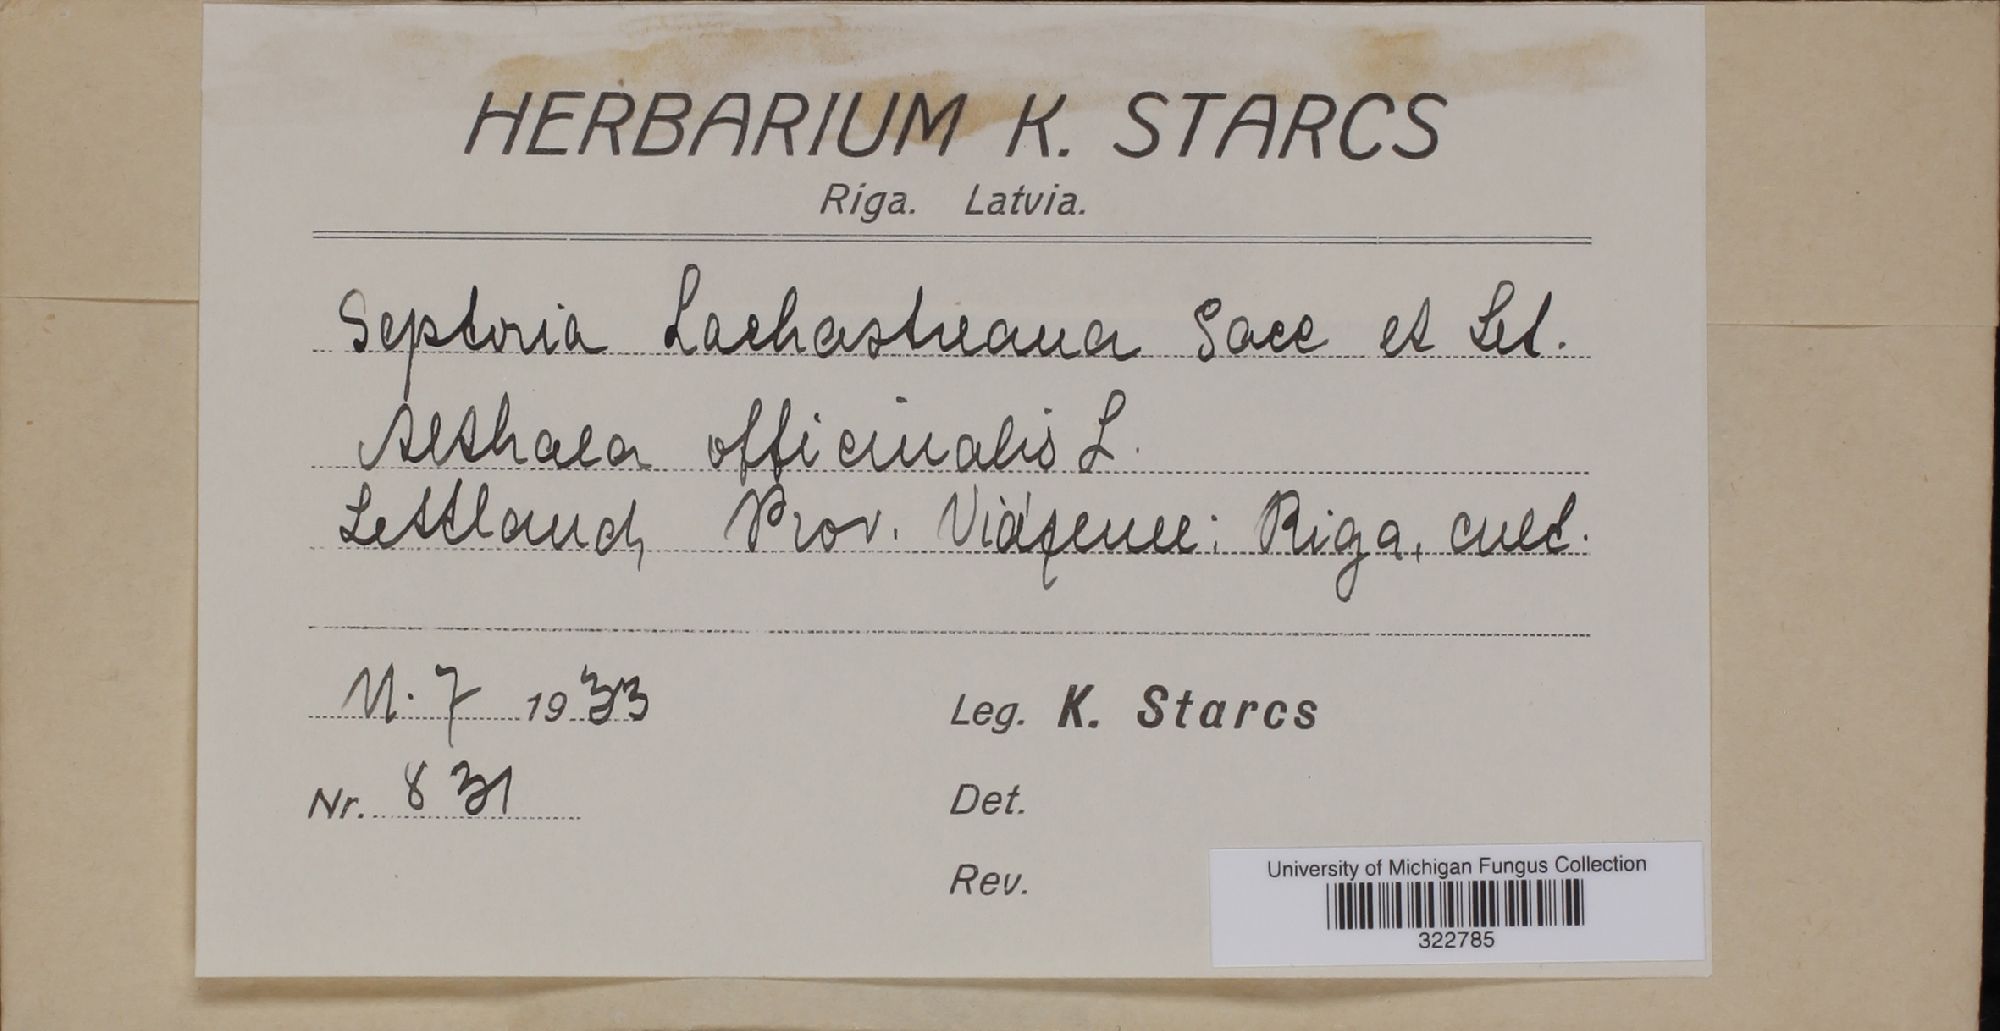 HERBARIUM K. STARCS
Riga. Latvia.
Septoria Lachastreana Sacc et Let.
Althaea officinalis L.
Lettland, Prov. Vidzeme: Riga, cult.
11. 7 1933
Leg. K. Starcs
Nr. 831
Det.
Rev.
University of Michigan Fungus Collection
322785